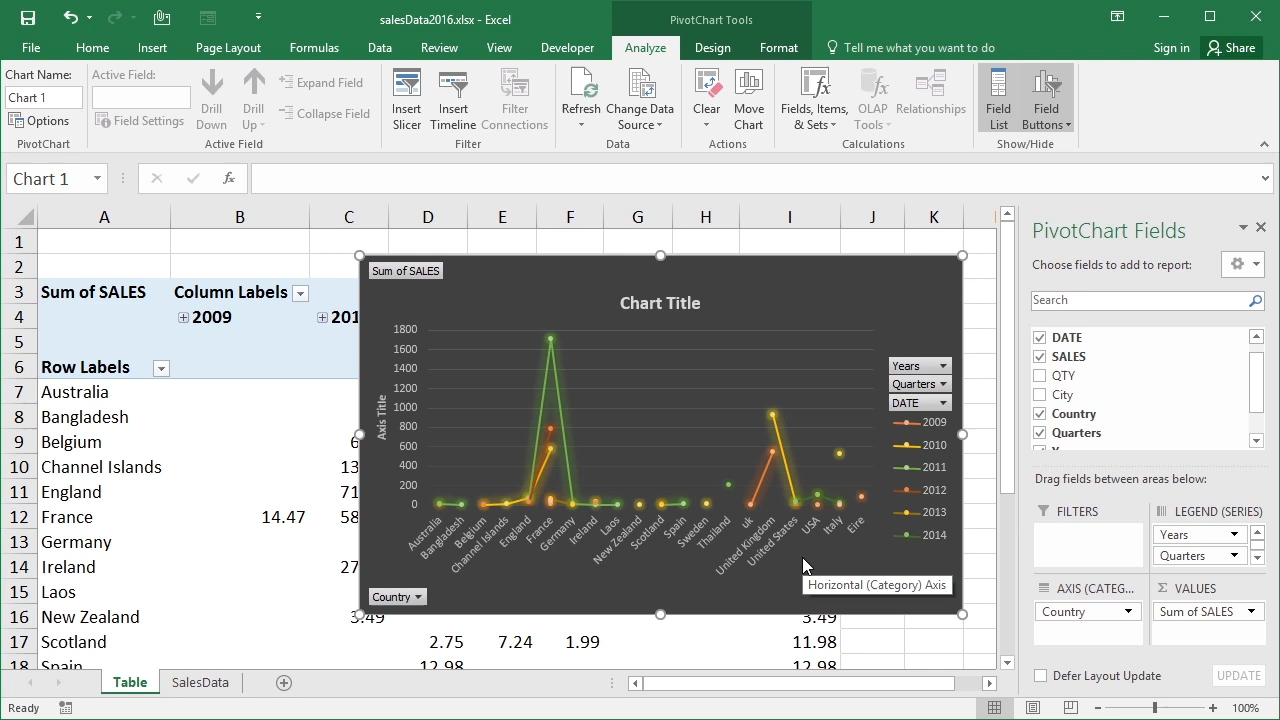 salesData2016.xlsx - Excel
PivotChart Tools
File Home Insert Page Layout Formulas Data Review View Developer Analyze Design Format Tell me what you want to do Sign in Share
Chart Name:
Chart 1
Options
PivotChart
Active Field:
Field Settings
Drill Down
Drill Up
Expand Field
Collapse Field
Active Field
Insert Slicer
Insert Timeline
Filter Connections
Filter
Refresh
Change Data Source
Data
Clear
Move Chart
Actions
Fields, Items, & Sets
OLAP Tools
Relationships
Calculations
Field List
Field Buttons
Show/Hide
Chart 1
fx
A B C D E F G H I J K
1
2
3 Sum of SALES Column Labels
4 2009 201
5
6 Row Labels
7 Australia
8 Bangladesh
9 Belgium 6
10 Channel Islands 13
11 England 71
12 France 14.47 58
13 Germany
14 Ireland 27
15 Laos
16 New Zealand 3.49 3.49
17 Scotland 2.75 7.24 1.99 11.98
18 Spain 12.98 12.98
Sum of SALES
Chart Title
Axis Title
1800
1600
1400
1200
1000
800
600
400
200
0
Australia
Bangladesh
Belgium
Channel Islands
England
France
Germany
Ireland
Laos
New Zealand
Scotland
Spain
Sweden
Thailand
uk
United Kingdom
United States
USA
Italy
Eire
Years
Quarters
DATE
2009
2010
2011
2012
2013
2014
Country
Horizontal (Category) Axis
PivotChart Fields
Choose fields to add to report:
Search
DATE
SALES
QTY
City
Country
Quarters
Drag fields between areas below:
FILTERS
LEGEND (SERIES)
Years
Quarters
AXIS (CATEG...
Country
Σ VALUES
Sum of SALES
Defer Layout Update
UPDATE
Table SalesData
Ready
100%